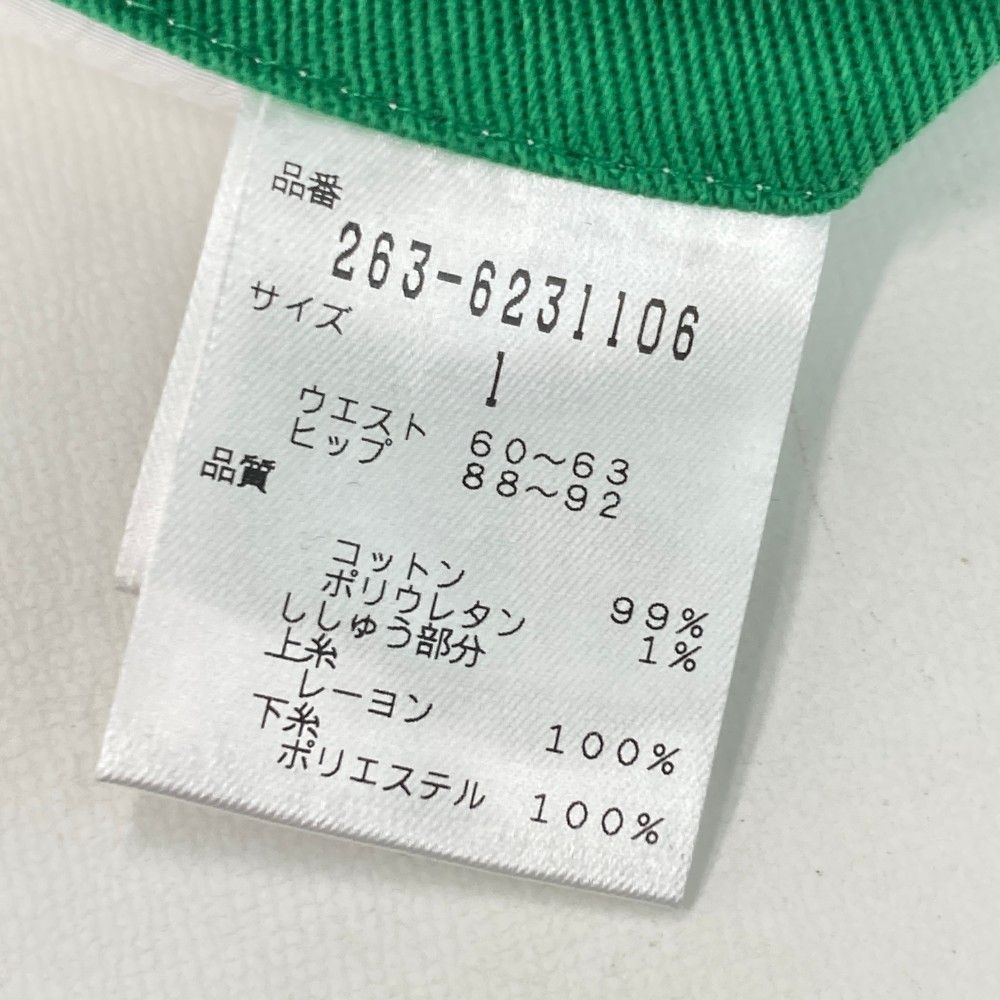 品番
263-6231106
サイズ
1
ウエスト 60～63
ヒップ 88～92
品質
コットン 99%
ポリウレタン 1%
ししゅう部分
上糸
レーヨン 100%
下糸
ポリエステル 100%